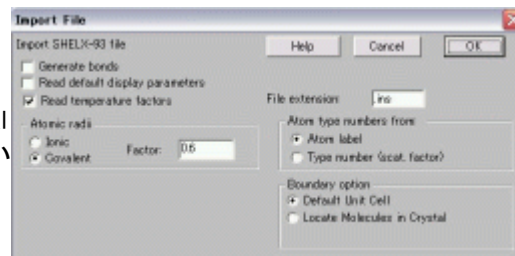 Import File
Import SHELX-93 file
Help
Cancel
OK
Generate bonds
Read default display parameters
Read temperature factors
File extension
.ins
Atomic radii
Ionic
Covalent
Factor:
0.6
Atom type numbers from
Atom label
Type number (scat. factor)
Boundary option
Default Unit Cell
Locate Molecules in Crystal